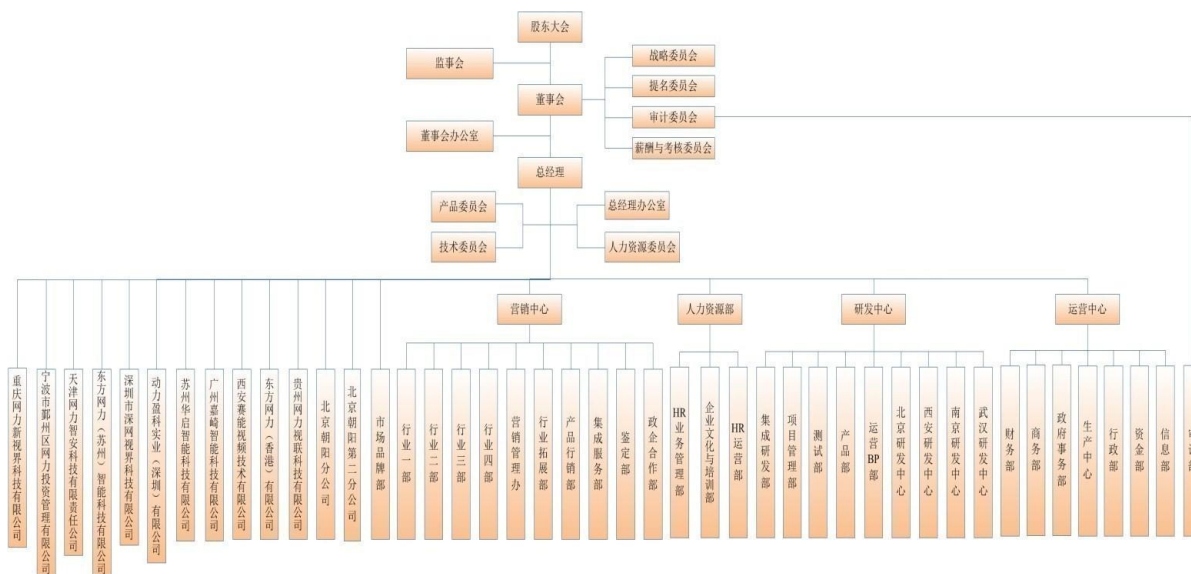 股东大会
监事会
战略委员会
提名委员会
董事会
审计委员会
董事会办公室
薪酬与考核委员会
总经理
产品委员会
总经理办公室
技术委员会
人力资源委员会
营销中心
人力资源部
研发中心
运营中心
重庆网力新视界科技有限公司
宁波市鄞州区网力投资管理有限公司
天津网力智安科技有限责任公司
东方网力（苏州）智能科技有限公司
深圳市深网视界科技有限公司
动力盈科实业（深圳）有限公司
苏州华启智能科技有限公司
广州嘉崎智能科技有限公司
西安赛能视频技术有限公司
东方网力（香港）有限公司
贵州网力视联科技有限公司
北京朝阳分公司
北京朝阳第二分公司
市场品牌部
行业一部
行业二部
行业三部
行业四部
营销管理办
行业拓展部
产品行销部
集成服务部
鉴定部
政企合作部
HR业务管理部
企业文化与培训部
HR运营部
集成研发部
项目管理部
测试部
产品部
运营BP部
北京研发中心
西安研发中心
南京研发中心
武汉研发中心
财务部
商务部
政府事务部
生产中心
行政部
资金部
信息部